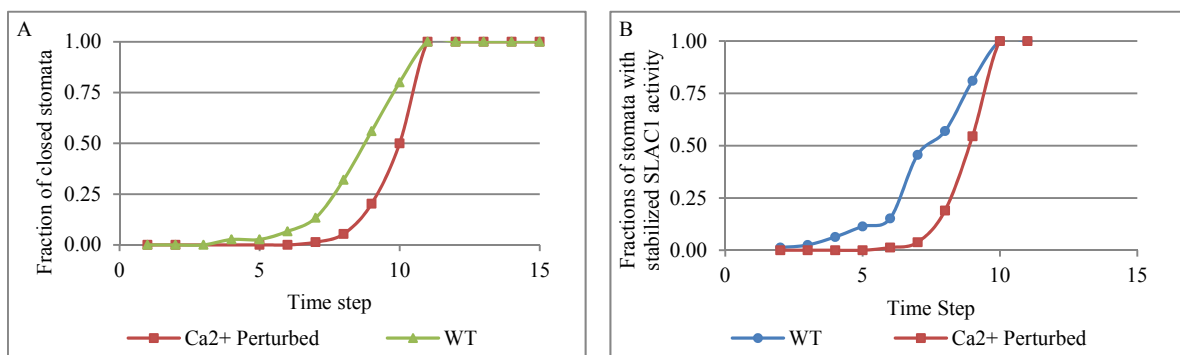 A
Fraction of closed stomata
1.00
0.75
0.50
0.25
0.00
0 5 10 15
Time step
Ca2+ Perturbed WT
B
Fractions of stomata with
stabilized SLAC1 activity
1.00
0.75
0.50
0.25
0.00
0 5 10 15
Time Step
WT Ca2+ Perturbed